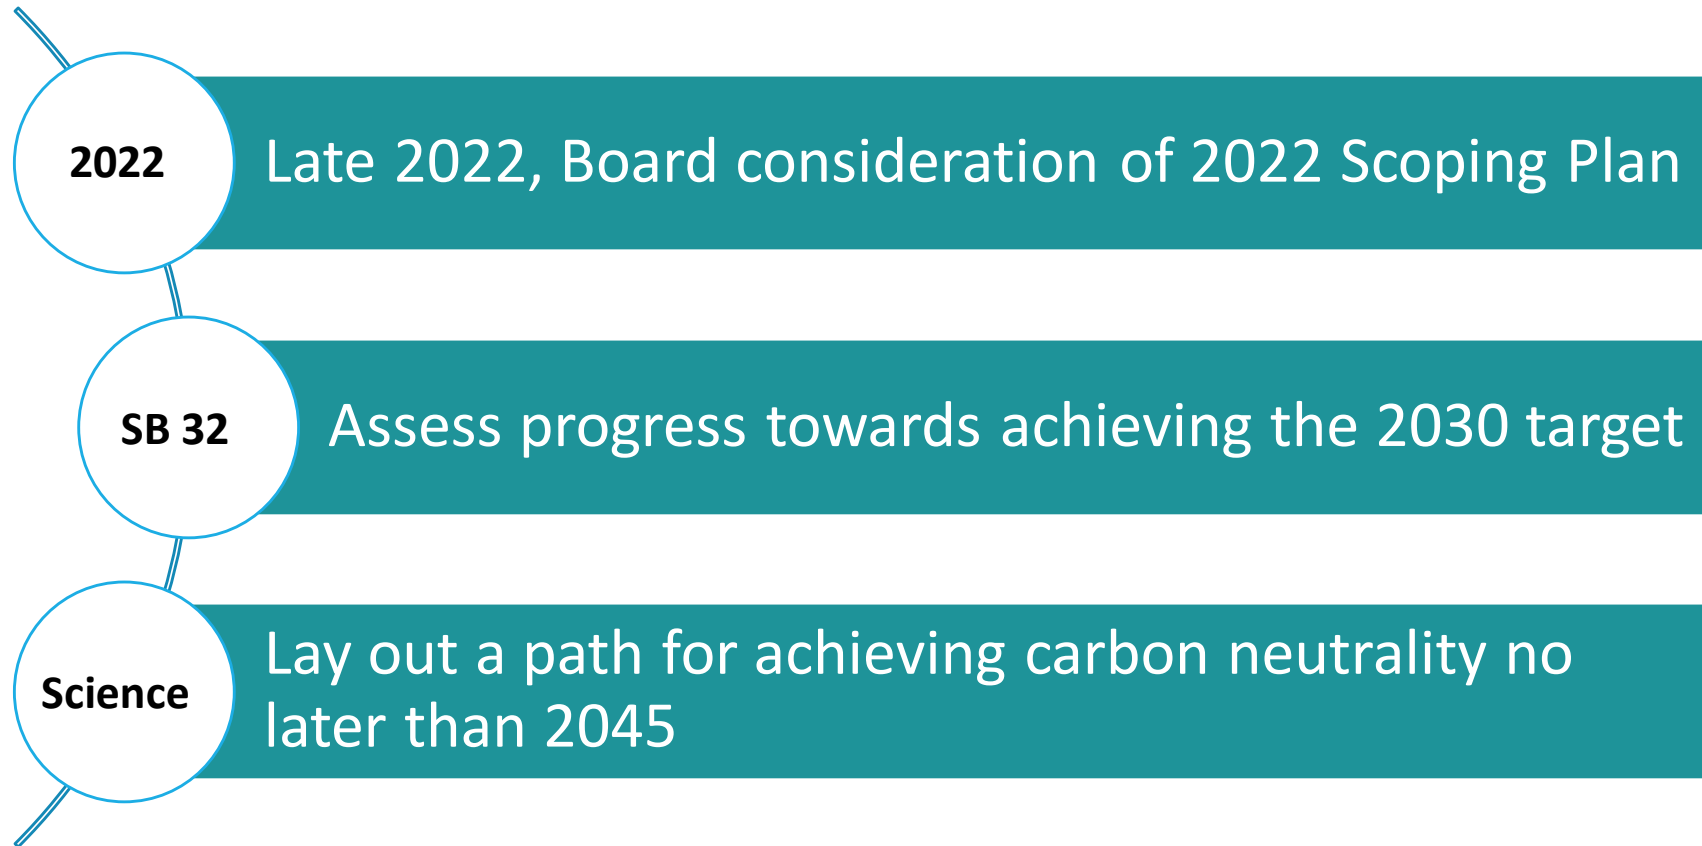 2022
Late 2022, Board consideration of 2022 Scoping Plan
SB 32
Assess progress towards achieving the 2030 target
Science
Lay out a path for achieving carbon neutrality no
later than 2045